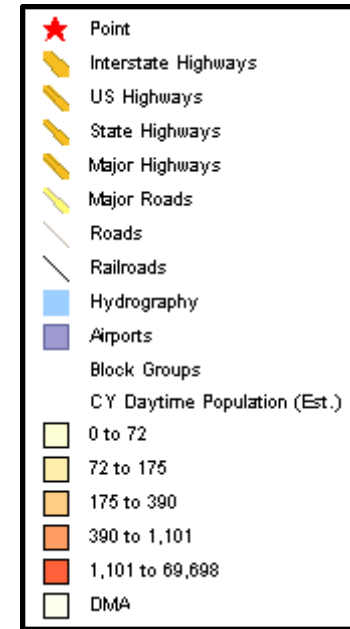 Point
Interstate Highways
US Highways
State Highways
Major Highways
Major Roads
Roads
Railroads
Hydrography
Airports
Block Groups
CY Daytime Population (Est.)
0 to 72
72 to 175
175 to 390
390 to 1,101
1,101 to 69,698
DMA